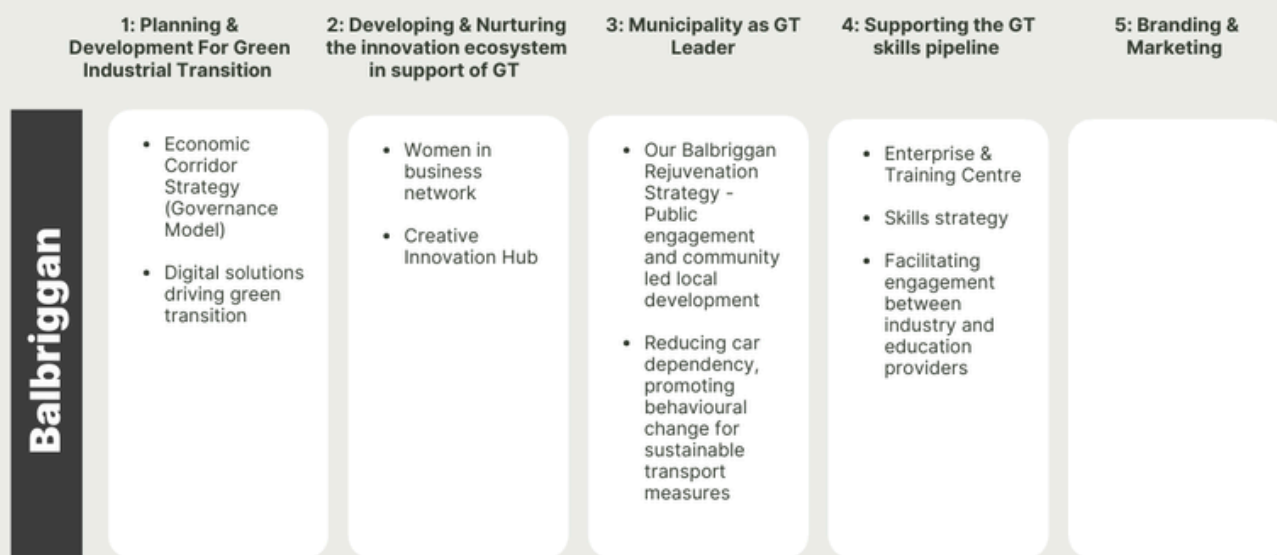 1: Planning &
Development For Green
Industrial Transition
2: Developing & Nurturing
the innovation ecosystem
in support of GT
3: Municipality as GT
Leader
4: Supporting the GT
skills pipeline
5: Branding &
Marketing
Balbriggan
• Economic
Corridor
Strategy
(Governance
Model)
• Digital solutions
driving green
transition
• Women in
business
network
• Creative
Innovation Hub
• Our Balbriggan
Rejuvenation
Strategy -
Public
engagement
and community
led local
development
• Reducing car
dependency,
promoting
behavioural
change for
sustainable
transport
measures
• Enterprise &
Training Centre
• Skills strategy
• Facilitating
engagement
between
industry and
education
providers